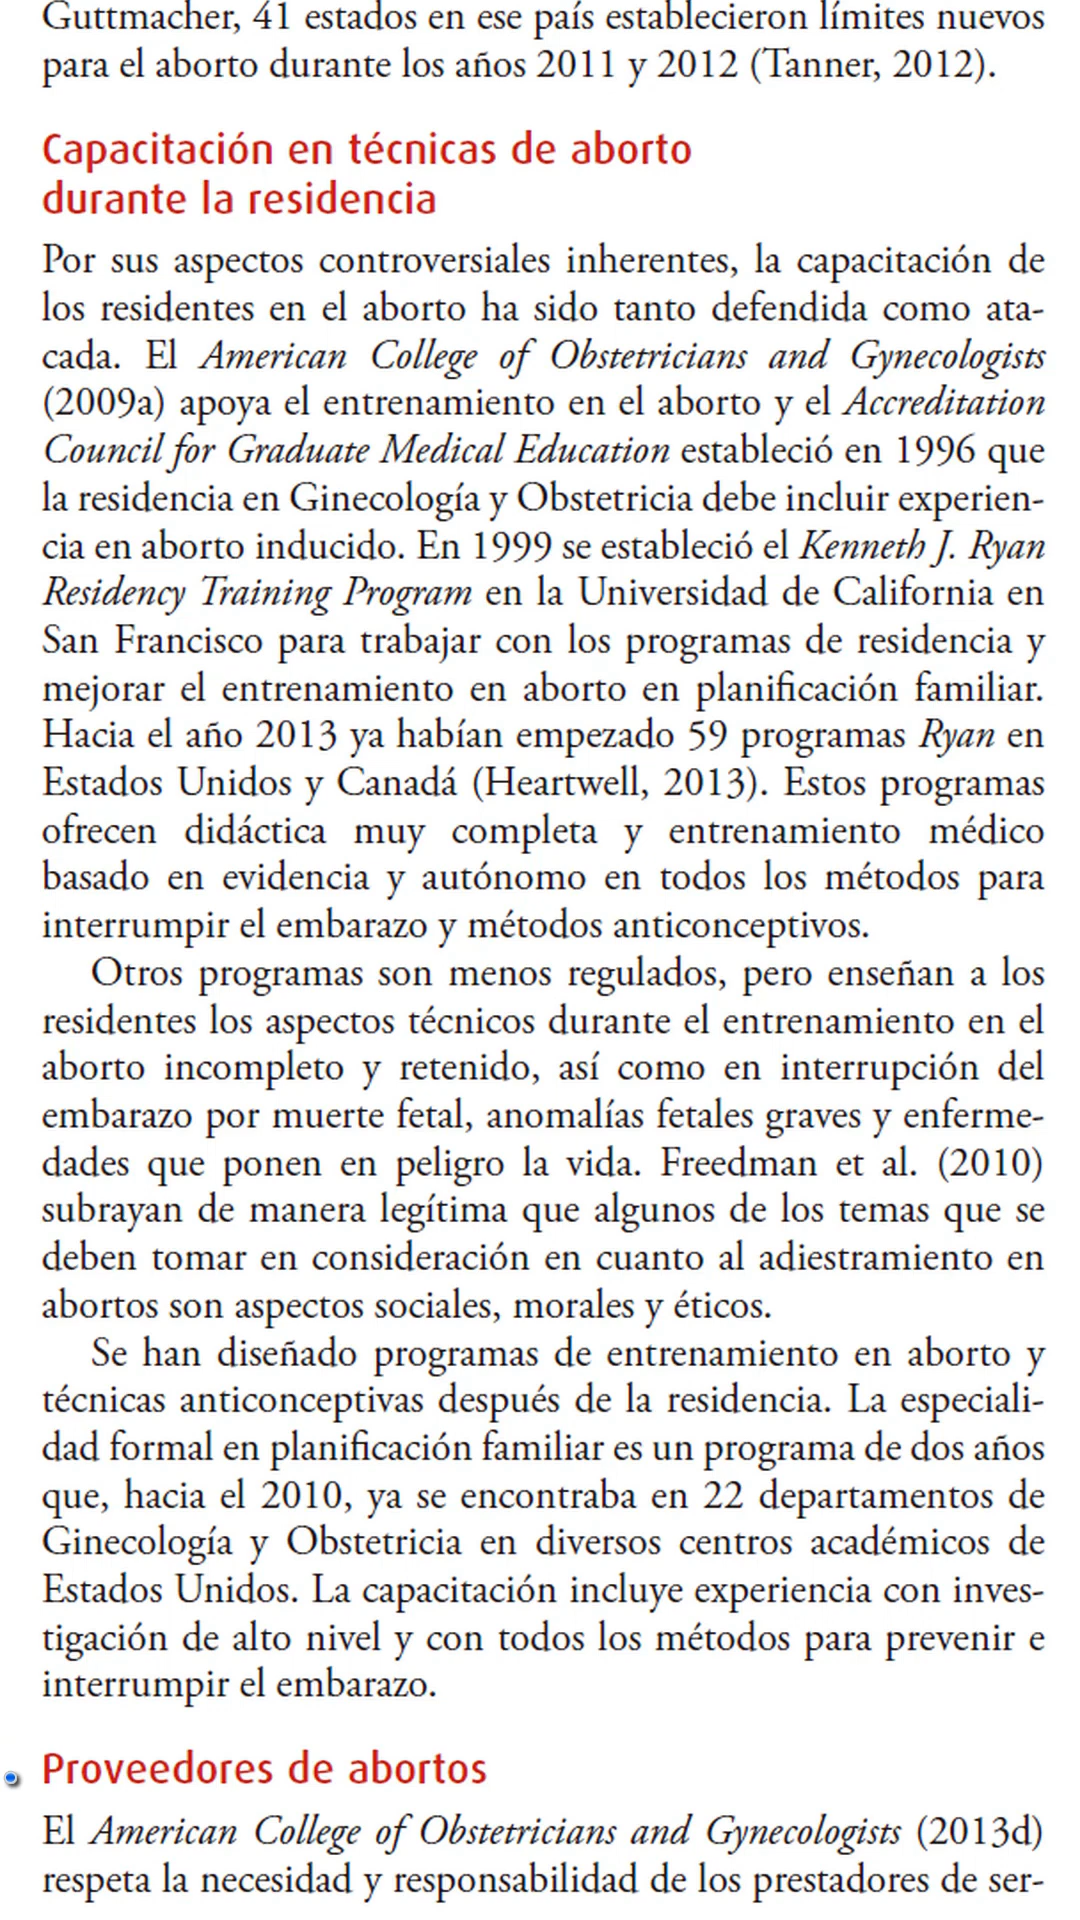 Guttmacher, 41 estados en ese país establecieron límites nuevos
para el aborto durante los años 2011 y 2012 (Tanner, 2012).
Capacitación en técnicas de aborto
durante la residencia
Por sus aspectos controversiales inherentes, la capacitación de
los residentes en el aborto ha sido tanto defendida como ata-
cada. El American College of Obstetricians and Gynecologists
(2009a) apoya el entrenamiento en el aborto y el Accreditation
Council for Graduate Medical Education estableció en 1996 que
la residencia en Ginecología y Obstetricia debe incluir experien-
cia en aborto inducido. En 1999 se estableció el Kenneth J. Ryan
Residency Training Program en la Universidad de California en
San Francisco para trabajar con los programas de residencia y
mejorar el entrenamiento en aborto en planificación familiar.
Hacia el año 2013 ya habían empezado 59 programas Ryan en
Estados Unidos y Canadá (Heartwell, 2013). Estos programas
ofrecen didáctica muy completa y entrenamiento médico
basado en evidencia y autónomo en todos los métodos para
interrumpir el embarazo y métodos anticonceptivos.
Otros programas son menos regulados, pero enseñan a los
residentes los aspectos técnicos durante el entrenamiento en el
aborto incompleto y retenido, así como en interrupción del
embarazo por muerte fetal, anomalías fetales graves y enferme-
dades que ponen en peligro la vida. Freedman et al. (2010)
subrayan de manera legítima que algunos de los temas que se
deben tomar en consideración en cuanto al adiestramiento en
abortos son aspectos sociales, morales y éticos.
Se han diseñado programas de entrenamiento en aborto y
técnicas anticonceptivas después de la residencia. La especiali-
dad formal en planificación familiar es un programa de dos años
que, hacia el 2010, ya se encontraba en 22 departamentos de
Ginecología y Obstetricia en diversos centros académicos de
Estados Unidos. La capacitación incluye experiencia con inves-
tigación de alto nivel y con todos los métodos para prevenir e
interrumpir el embarazo.
Proveedores de abortos
El American College of Obstetricians and Gynecologists (2013d)
respeta la necesidad y responsabilidad de los prestadores de ser-